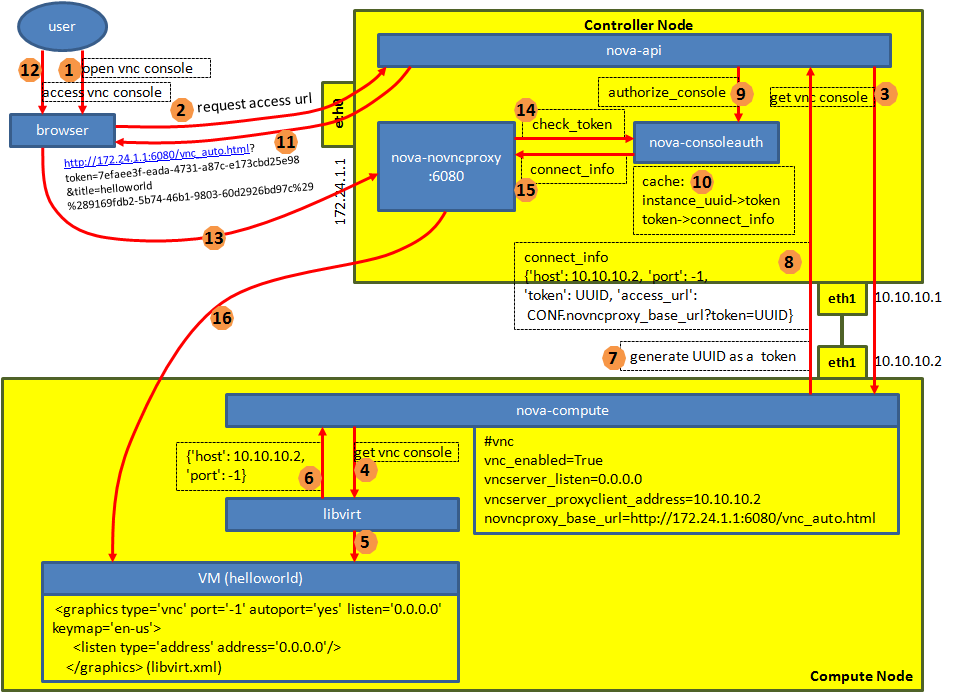 user
Controller Node
nova-api
12
1
open vnc console
access vnc console
2
request access url
browser
11
http://172.24.1.1:6080/vnc_auto.html?
token=7efaee3f-eada-4731-a87c-e173cbd25e98
&title=helloworld
%289169fdb2-5b74-46b1-9803-60d2926bd97c%29
13
eth0
172.24.1.1
authorize_console
9
get vnc console
3
14
check_token
nova-novncproxy
:6080
nova-consoleauth
connect_info
15
cache:
10
instance_uuid->token
token->connect_info
connect_info
8
{'host': 10.10.10.2, 'port': -1,
'token': UUID, 'access_url':
CONF.novncproxy_base_url?token=UUID}
eth1
10.10.10.1
16
7
generate UUID as a token
eth1
10.10.10.2
nova-compute
#vnc
vnc_enabled=True
vncserver_listen=0.0.0.0
vncserver_proxyclient_address=10.10.10.2
novncproxy_base_url=http://172.24.1.1:6080/vnc_auto.html
{'host': 10.10.10.2,
'port': -1}
6
get vnc console
4
libvirt
5
VM (helloworld)
<graphics type='vnc' port='-1' autoport='yes' listen='0.0.0.0'
keymap='en-us'>
<listen type='address' address='0.0.0.0'/>
</graphics> (libvirt.xml)
Compute Node